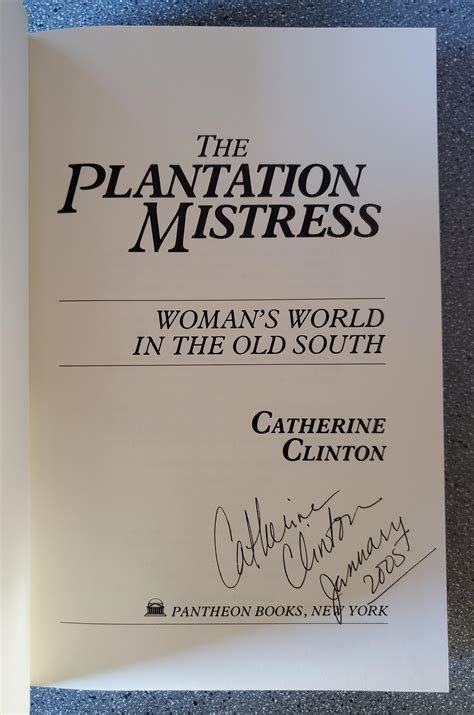 THE
PLANTATION
MISTRESS
WOMAN'S WORLD
IN THE OLD SOUTH
CATHERINE
CLINTON
Catherine
Clinton
January
2005
PANTHEON BOOKS, NEW YORK